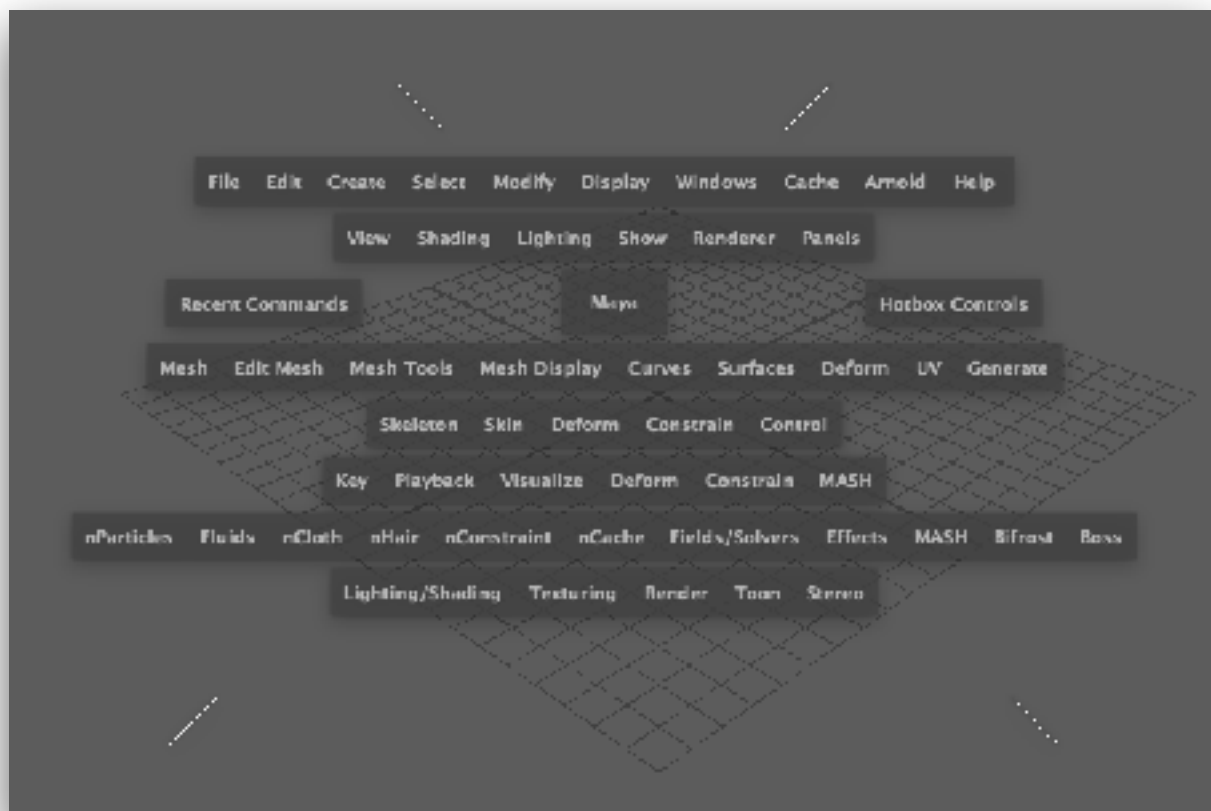 File Edit Create Select Modify Display Windows Cache Arnold Help
View Shading Lighting Show Renderer Panels
Recent Commands Maya Hotbox Controls
Mesh Edit Mesh Mesh Tools Mesh Display Curves Surfaces Deform UV Generate
Skeleton Skin Deform Constrain Control
Key Playback Visualize Deform Constrain MASH
nParticles Fluids nCloth nHair nConstraint nCache Fields/Solvers Effects MASH Bifrost Boss
Lighting/Shading Texturing Render Toon Stereo